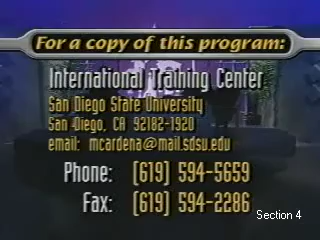 For a copy of this program:
International Training Center
San Diego State University
San Diego, CA 92182-1920
email: mcardena@mail.sdsu.edu
Phone: (619) 594-5659
Fax: (619) 594-2286
Section 4